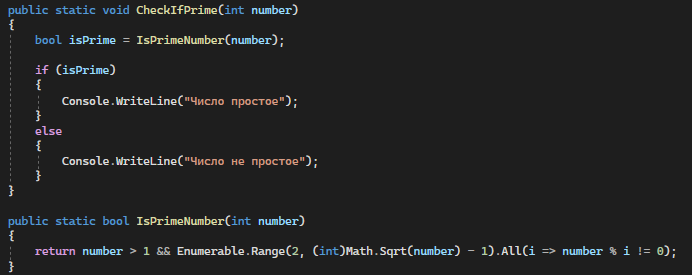 public static void CheckIfPrime(int number)
{
bool isPrime = IsPrimeNumber(number);
if (isPrime)
{
Console.WriteLine("Число простое");
}
else
{
Console.WriteLine("Число не простое");
}
}
public static bool IsPrimeNumber(int number)
{
return number > 1 && Enumerable.Range(2, (int)Math.Sqrt(number) - 1).All(i => number % i != 0);
}